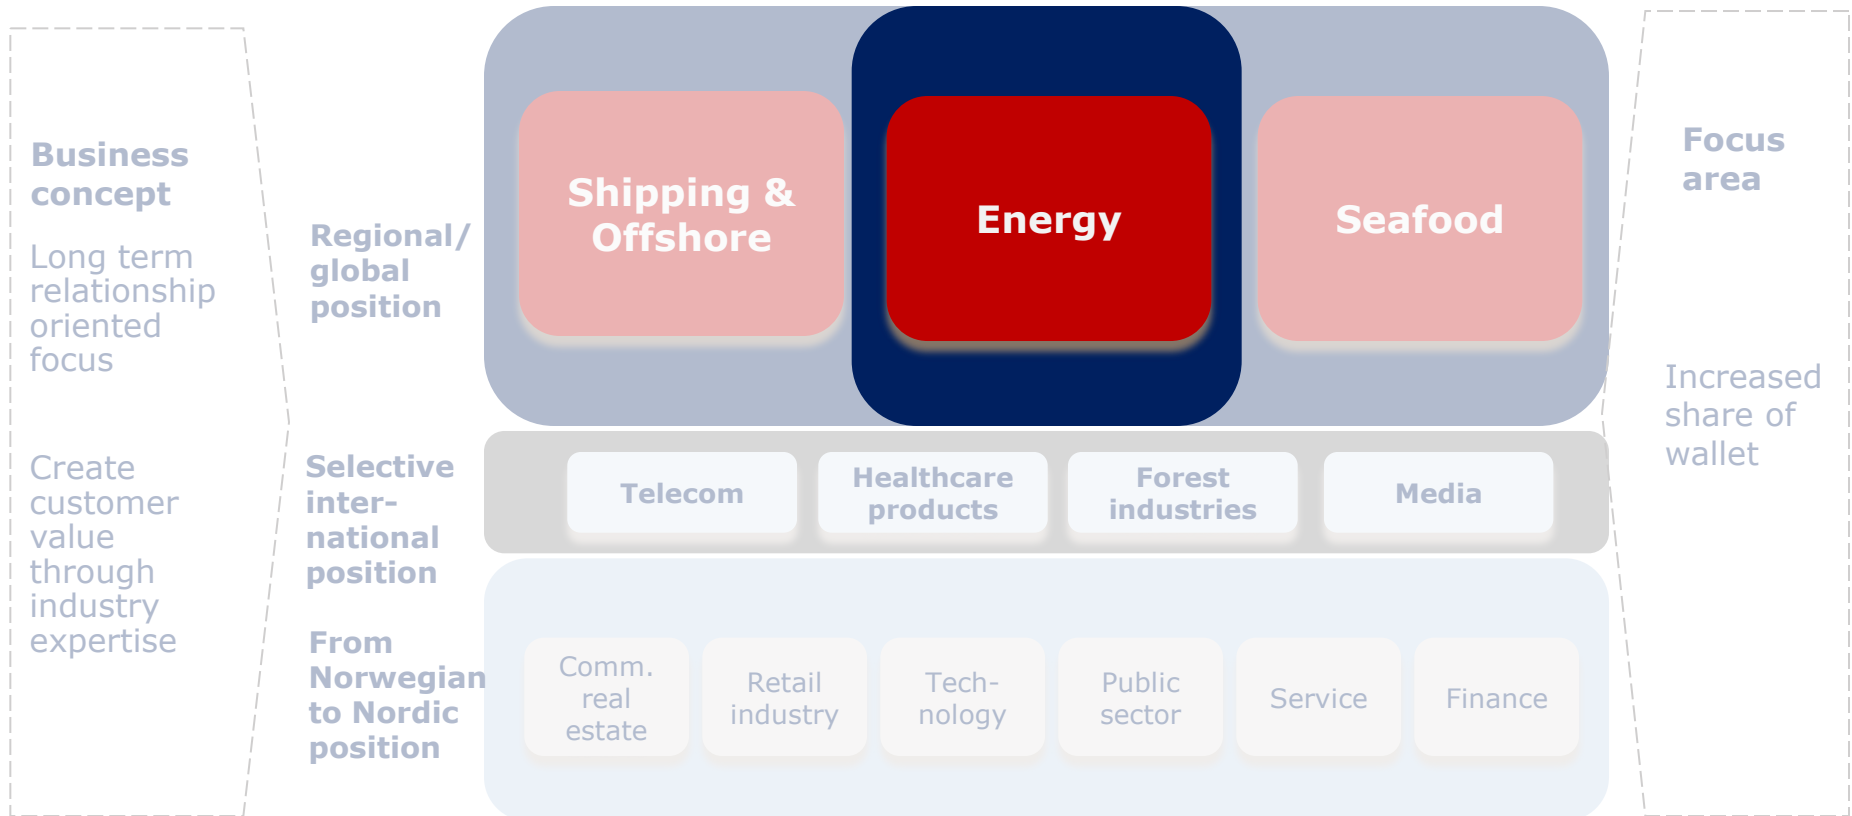 Business
concept
Long term
relationship
oriented
focus
Create
customer
value
through
industry
expertise
Regional/
global
position
Shipping &
Offshore
Energy
Seafood
Selective
inter-
national
position
Telecom
Healthcare
products
Forest
industries
Media
From
Norwegian
to Nordic
position
Comm.
real
estate
Retail
industry
Tech-
nology
Public
sector
Service
Finance
Focus
area
Increased
share of
wallet